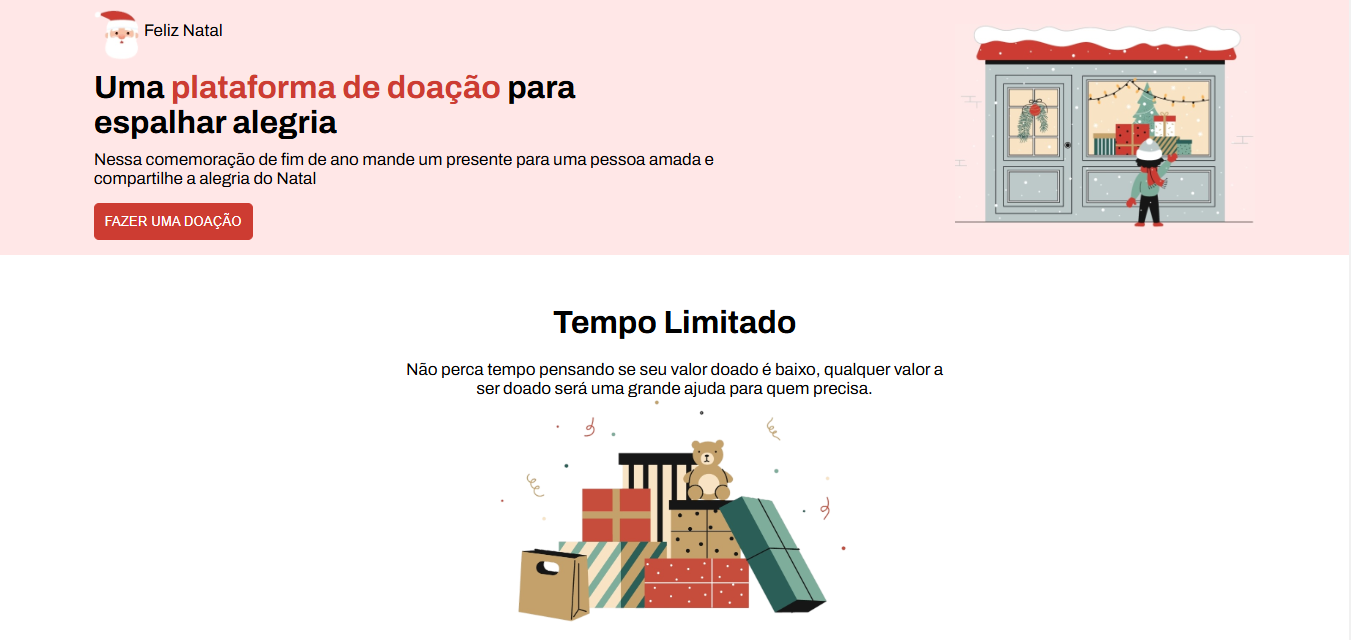 Feliz Natal
Uma plataforma de doação para
espalhar alegria
Nessa comemoração de fim de ano mande um presente para uma pessoa amada e
compartilhe a alegria do Natal
FAZER UMA DOAÇÃO
Tempo Limitado
Não perca tempo pensando se seu valor doado é baixo, qualquer valor a
ser doado será uma grande ajuda para quem precisa.